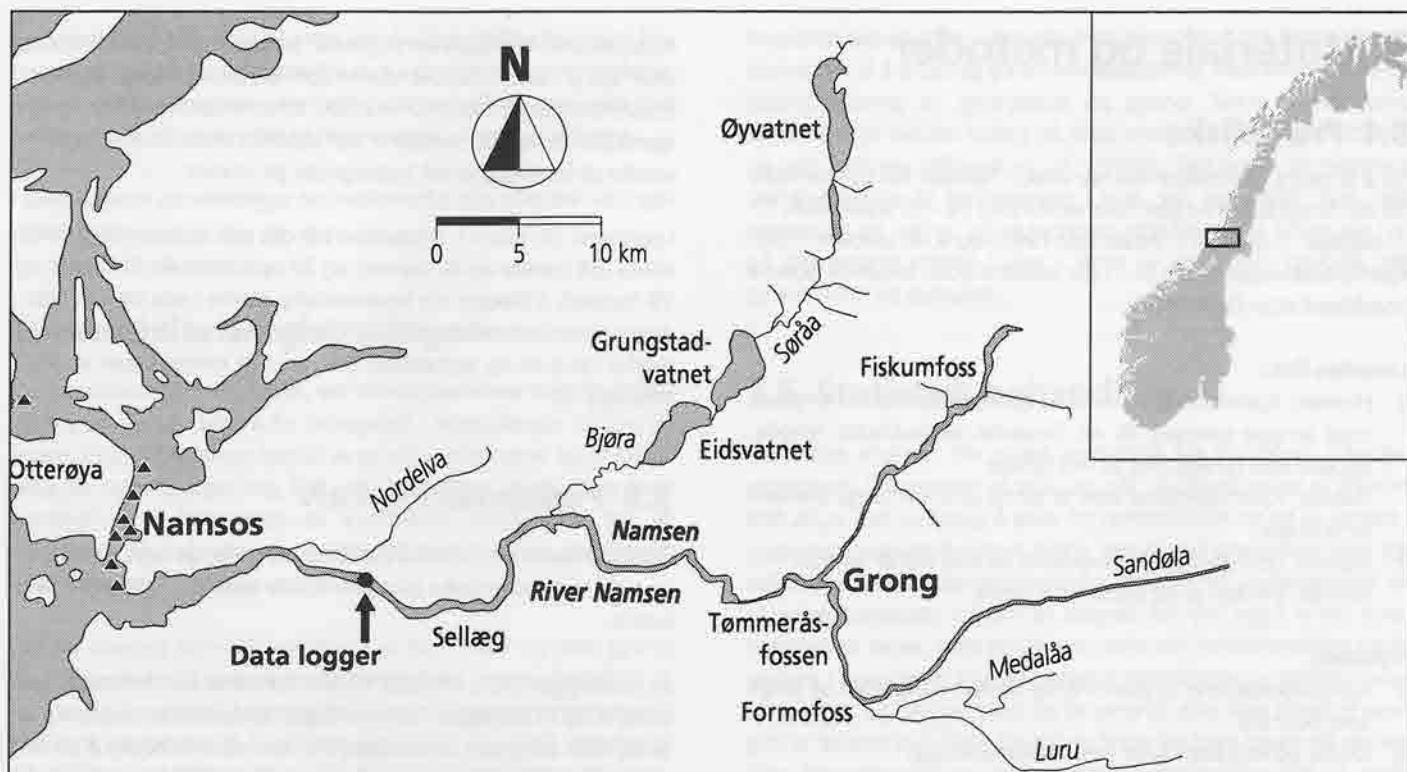 N
0 5 10 km
Øyvatnet
Grungstad-
vatnet
Søråa
Fiskumfoss
Bjøra
Eidsvatnet
Otterøya
Nordelva
Namsos
Namsen
River Namsen
Grong
Sandøla
Sellæg
Tømmerås-
fossen
Data logger
Medalåa
Formofoss
Luru